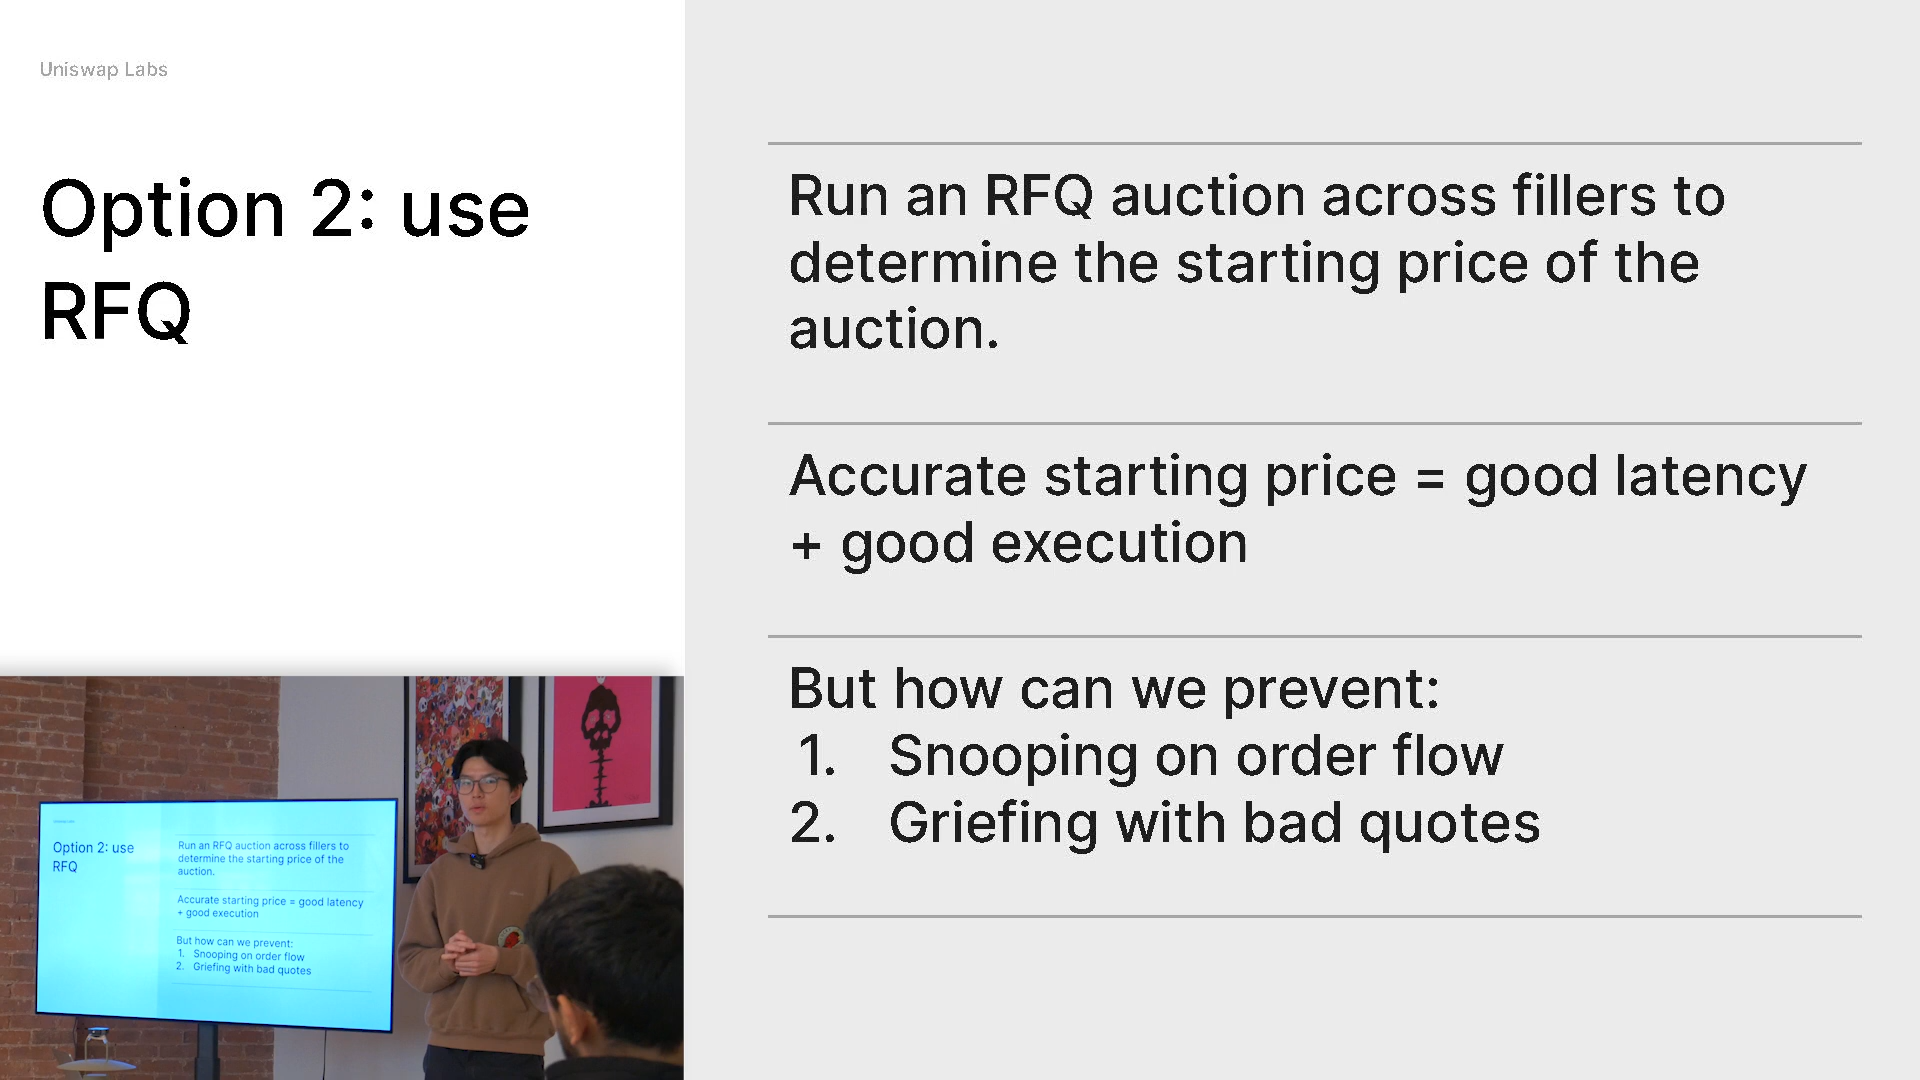 Uniswap Labs
Option 2: use
RFQ
Run an RFQ auction across fillers to
determine the starting price of the
auction.
Accurate starting price = good latency
+ good execution
But how can we prevent:
1. Snooping on order flow
2. Griefing with bad quotes
Option 2: use
RFQ
Run an RFQ auction across fillers to
determine the starting price of the
auction.
Accurate starting price = good latency
+ good execution
But how can we prevent:
1. Snooping on order flow
2. Griefing with bad quotes